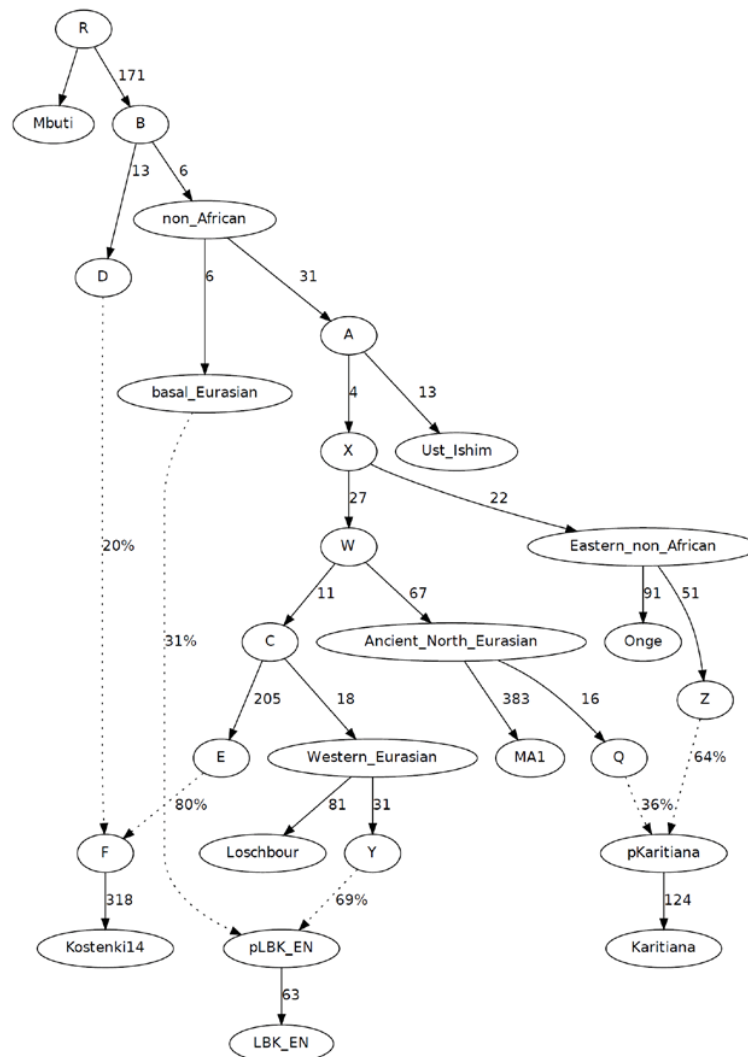 R
171
Mbuti
B
13
6
non_African
D
6
31
A
basal_Eurasian
4
13
X
Ust_Ishim
27
22
20%
W
Eastern_non_African
11
67
91
51
31%
C
Ancient_North_Eurasian
Onge
205
18
383
16
Z
E
Western_Eurasian
MA1
Q
64%
80%
81
31
36%
F
Loschbour
Y
pKaritiana
318
69%
124
Kostenki14
pLBK_EN
Karitiana
63
LBK_EN